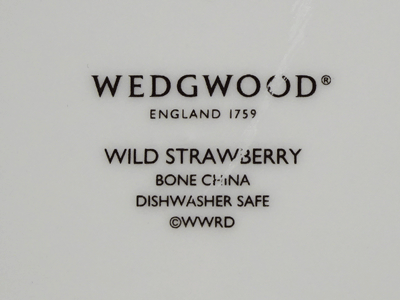 WEDGWOOD®
ENGLAND 1759
WILD STRAWBERRY
BONE CHINA
DISHWASHER SAFE
©WWRD